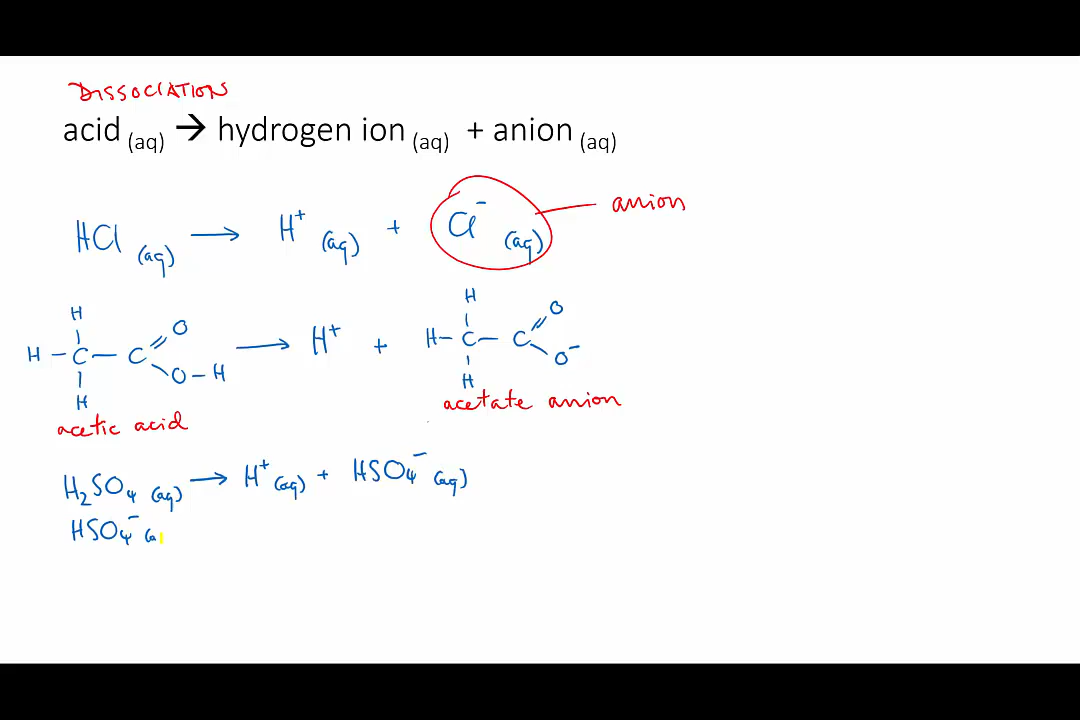 DISSOCIATION
acid (aq) → hydrogen ion (aq) + anion (aq)
HCl (aq) → H⁺ (aq) + Cl⁻ (aq) anion
H
H
H – C – C O
O – H
H
→ H⁺ +
H – C – C O
O⁻
H
acetic acid
acetate anion
H₂SO₄ (aq) → H⁺ (aq) + HSO₄⁻ (aq)
HSO₄⁻ (a